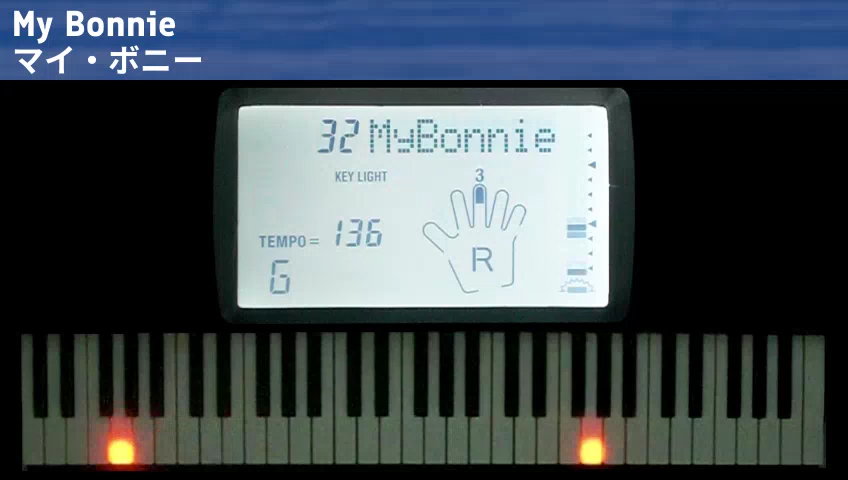 My Bonnie
マイ・ボニー
32 MyBonnie
KEY LIGHT
3
TEMPO = 136
R
G